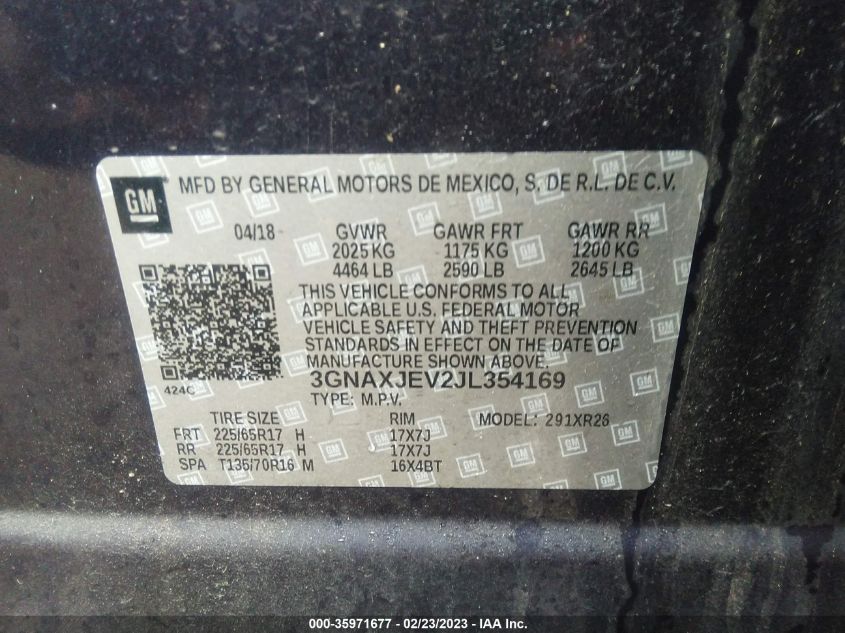 GM MFD BY GENERAL MOTORS DE MEXICO, S. DE R.L. DE C.V.
04/18 GVWR GAWR FRT GAWR RR
2025 KG 1175 KG 1200 KG
4464 LB 2590 LB 2645 LB
THIS VEHICLE CONFORMS TO ALL
APPLICABLE U.S. FEDERAL MOTOR
VEHICLE SAFETY AND THEFT PREVENTION
STANDARDS IN EFFECT ON THE DATE OF
MANUFACTURE SHOWN ABOVE.
424C 3GNAXJEV2JL354169
TYPE: M.P.V.
TIRE SIZE RIM MODEL: 291XR26
FRT 225/65R17 H 17X7J
RR 225/65R17 H 17X7J
SPA T135/70R16 M 16X4BT
000-35971677 - 02/23/2023 - IAA Inc.